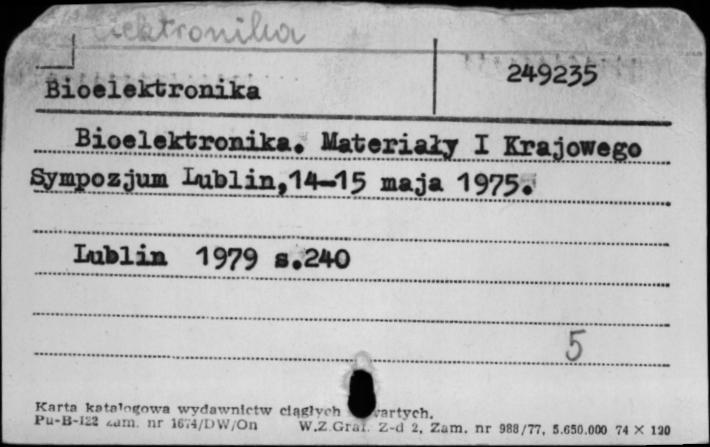 elektronika
249235
Bioelektronika
Bioelektronika. Materiały I Krajowego
Sympozjum Lublin,14-15 maja 1975.
Lublin 1979 s.240
5
Karta katalogowa wydawnictw ciągłych
Pu-B-122 zam. nr 1674/DW/On W.Z.Graf. Z-d 2, Zam. nr 988/77, 5.650.000 74 × 120